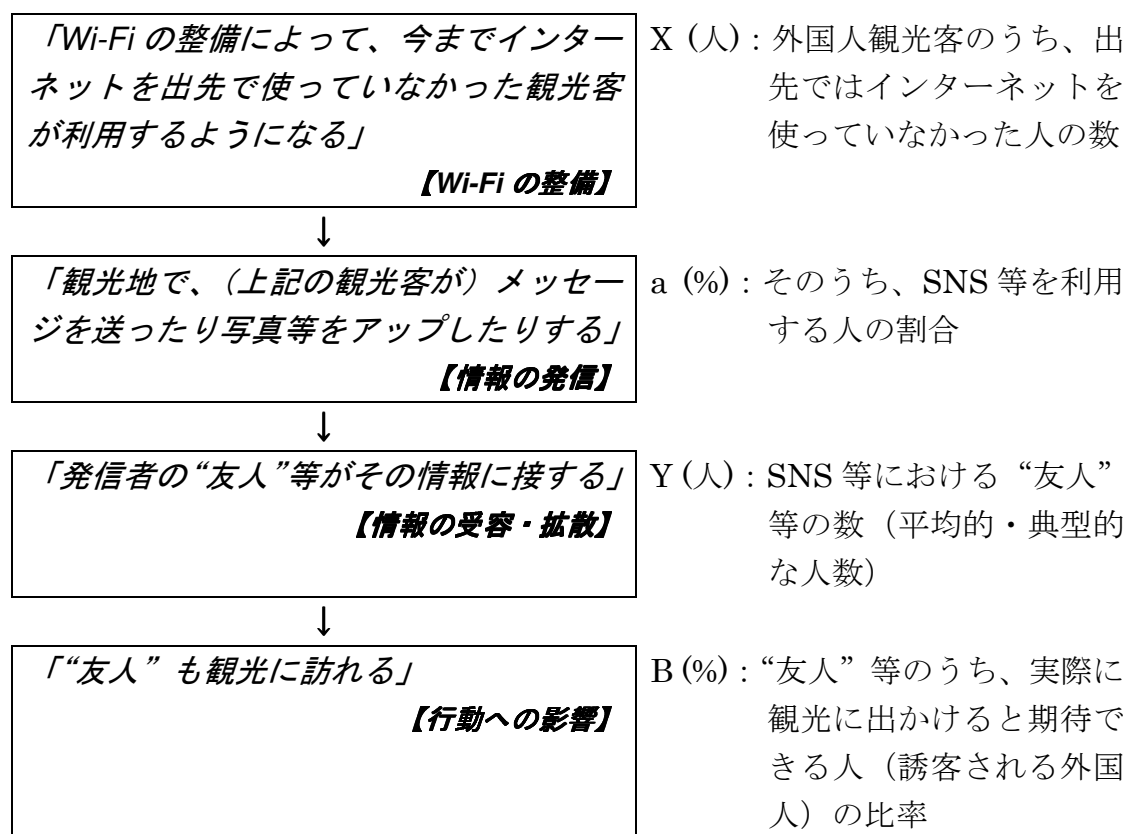 「Wi-Fi の整備によって、今までインター
ネットを出先で使っていなかった観光客
が利用するようになる」
【Wi-Fi の整備】
X (人)：外国人観光客のうち、出
先ではインターネットを
使っていなかった人の数
↓
「観光地で、（上記の観光客が）メッセー
ジを送ったり写真等をアップしたりする」
【情報の発信】
a (%)：そのうち、SNS 等を利用
する人の割合
↓
「発信者の“友人”等がその情報に接する」
【情報の受容・拡散】
Y (人)：SNS 等における“友人”
等の数（平均的・典型的
な人数）
↓
「“友人”も観光に訪れる」
【行動への影響】
B (%)：“友人”等のうち、実際に
観光に出かけると期待で
きる人（誘客される外国
人）の比率